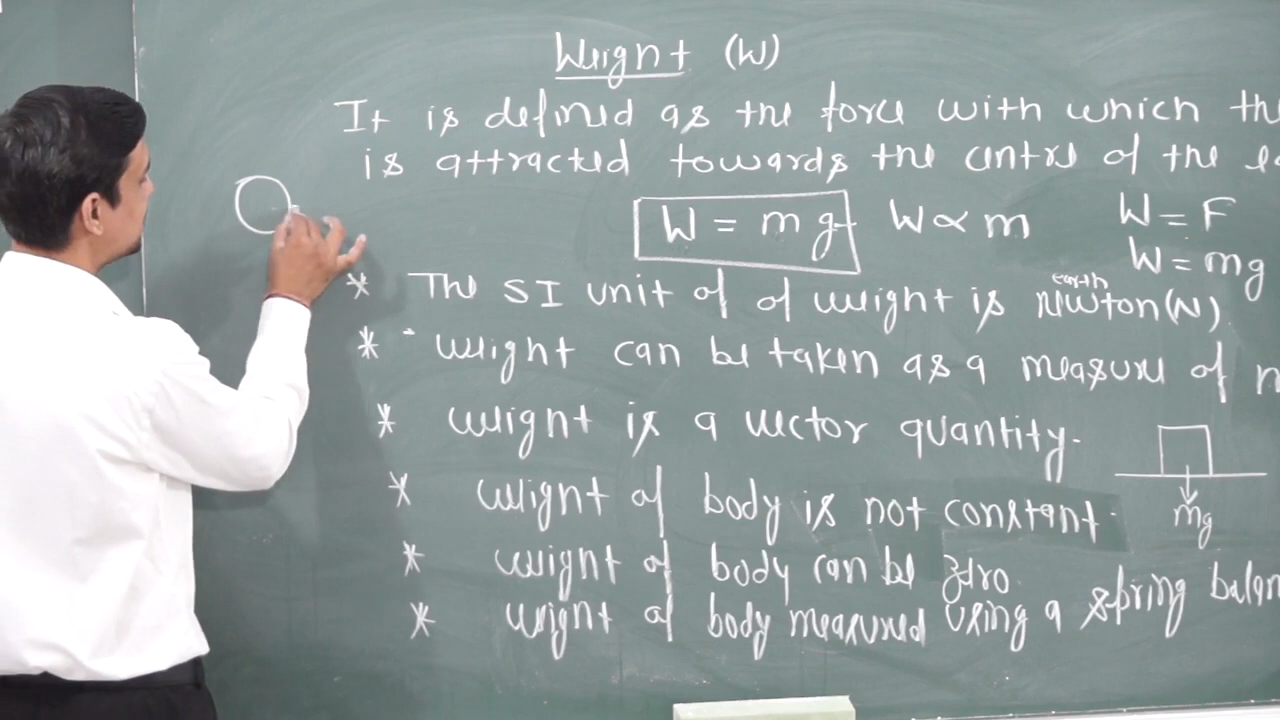 Weight (W)
It is defined as the force with which the
is attracted towards the centre of the
W = mg W ∝ m W = F
W = mg
earth
* The SI unit of of weight is Newton(N)
* weight can be taken as a measure of
* weight is a vector quantity.
* weight of body is not constant.
mg
* weight of body can be zero.
* weight of body measured using a spring